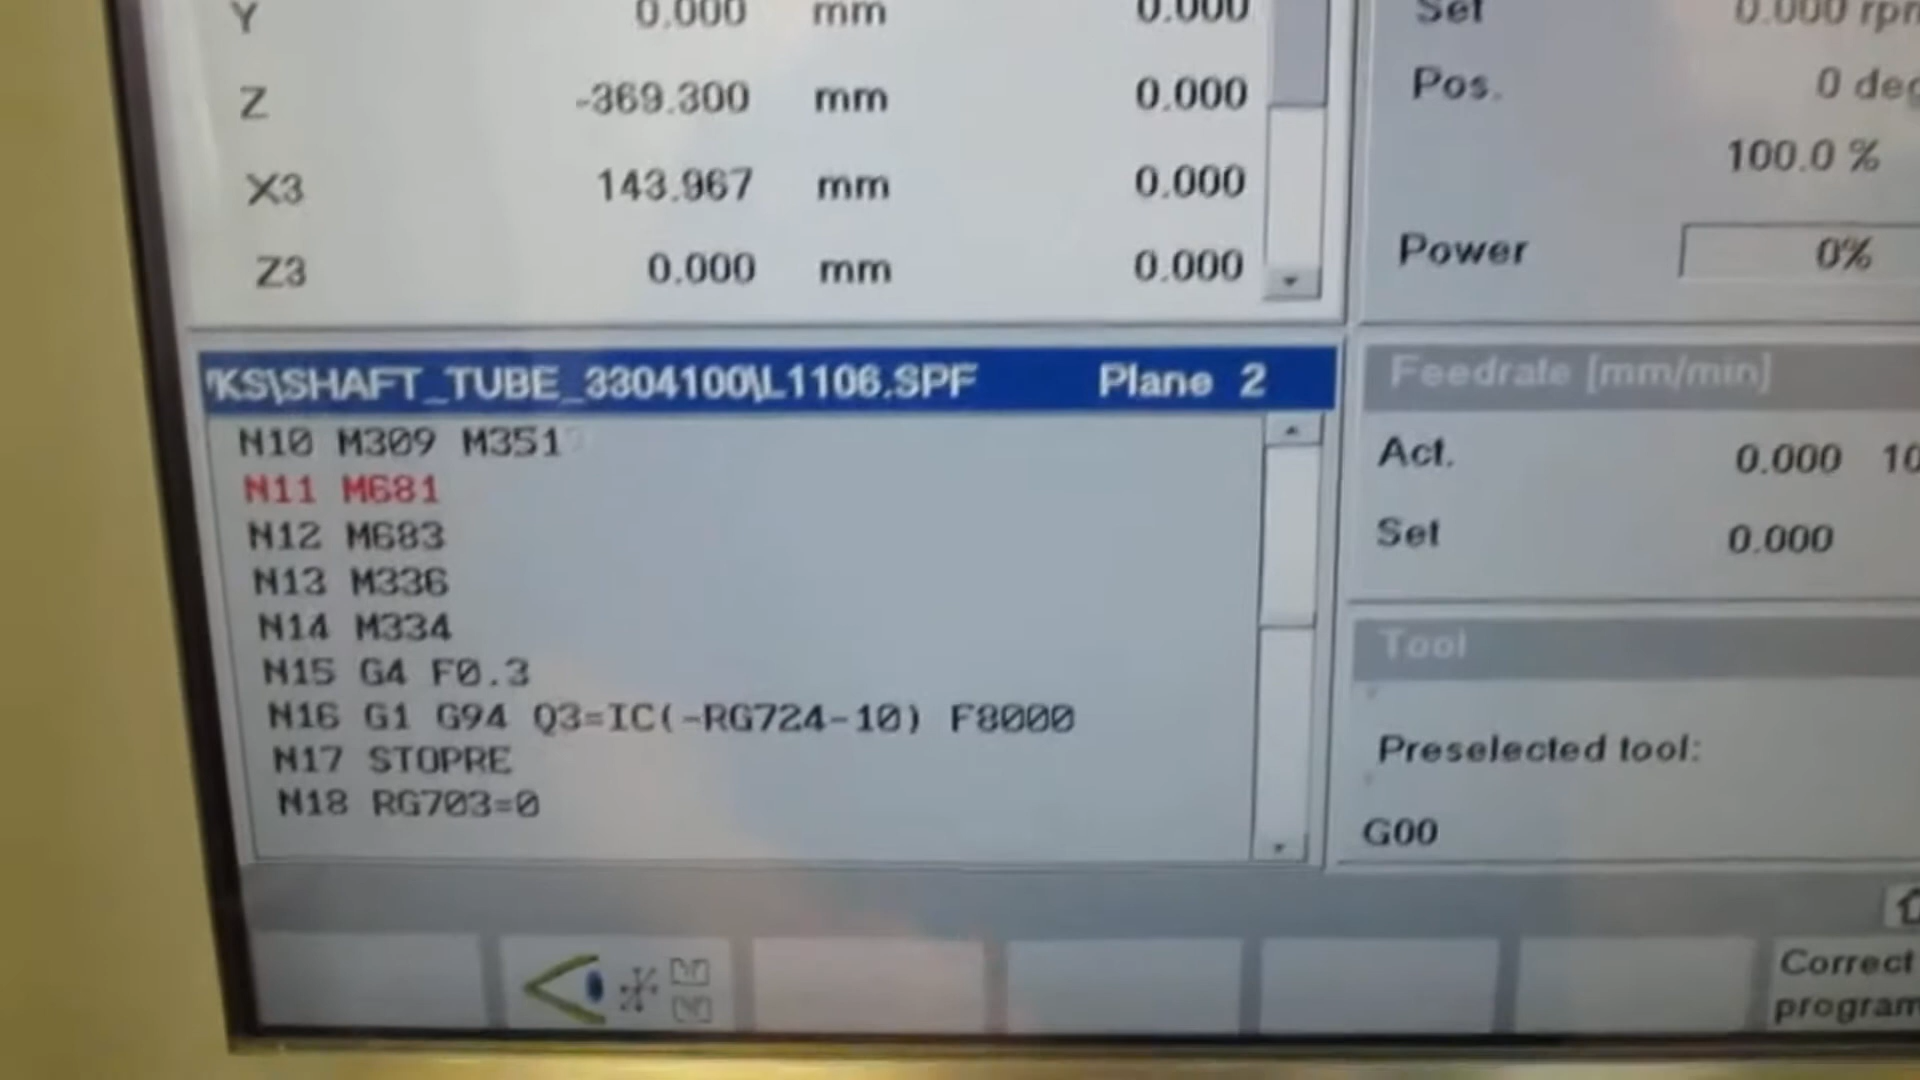 Y 0.000 mm 0.000
Z -369.300 mm 0.000
X3 143.967 mm 0.000
Z3 0.000 mm 0.000
Set 0.000
Pos. 0 deg
100.0 %
Power 0%
KS\SHAFT_TUBE_3304100\L1106.SPF Plane 2
N10 M309 M351
N11 M681
N12 M683
N13 M336
N14 M334
N15 G4 F0.3
N16 G1 G94 Q3=IC(-RG724-10) F8000
N17 STOPRE
N18 RG703=0
Feedrate [mm/min]
Act. 0.000 10
Set 0.000
Tool
Preselected tool:
G00
Correct
program